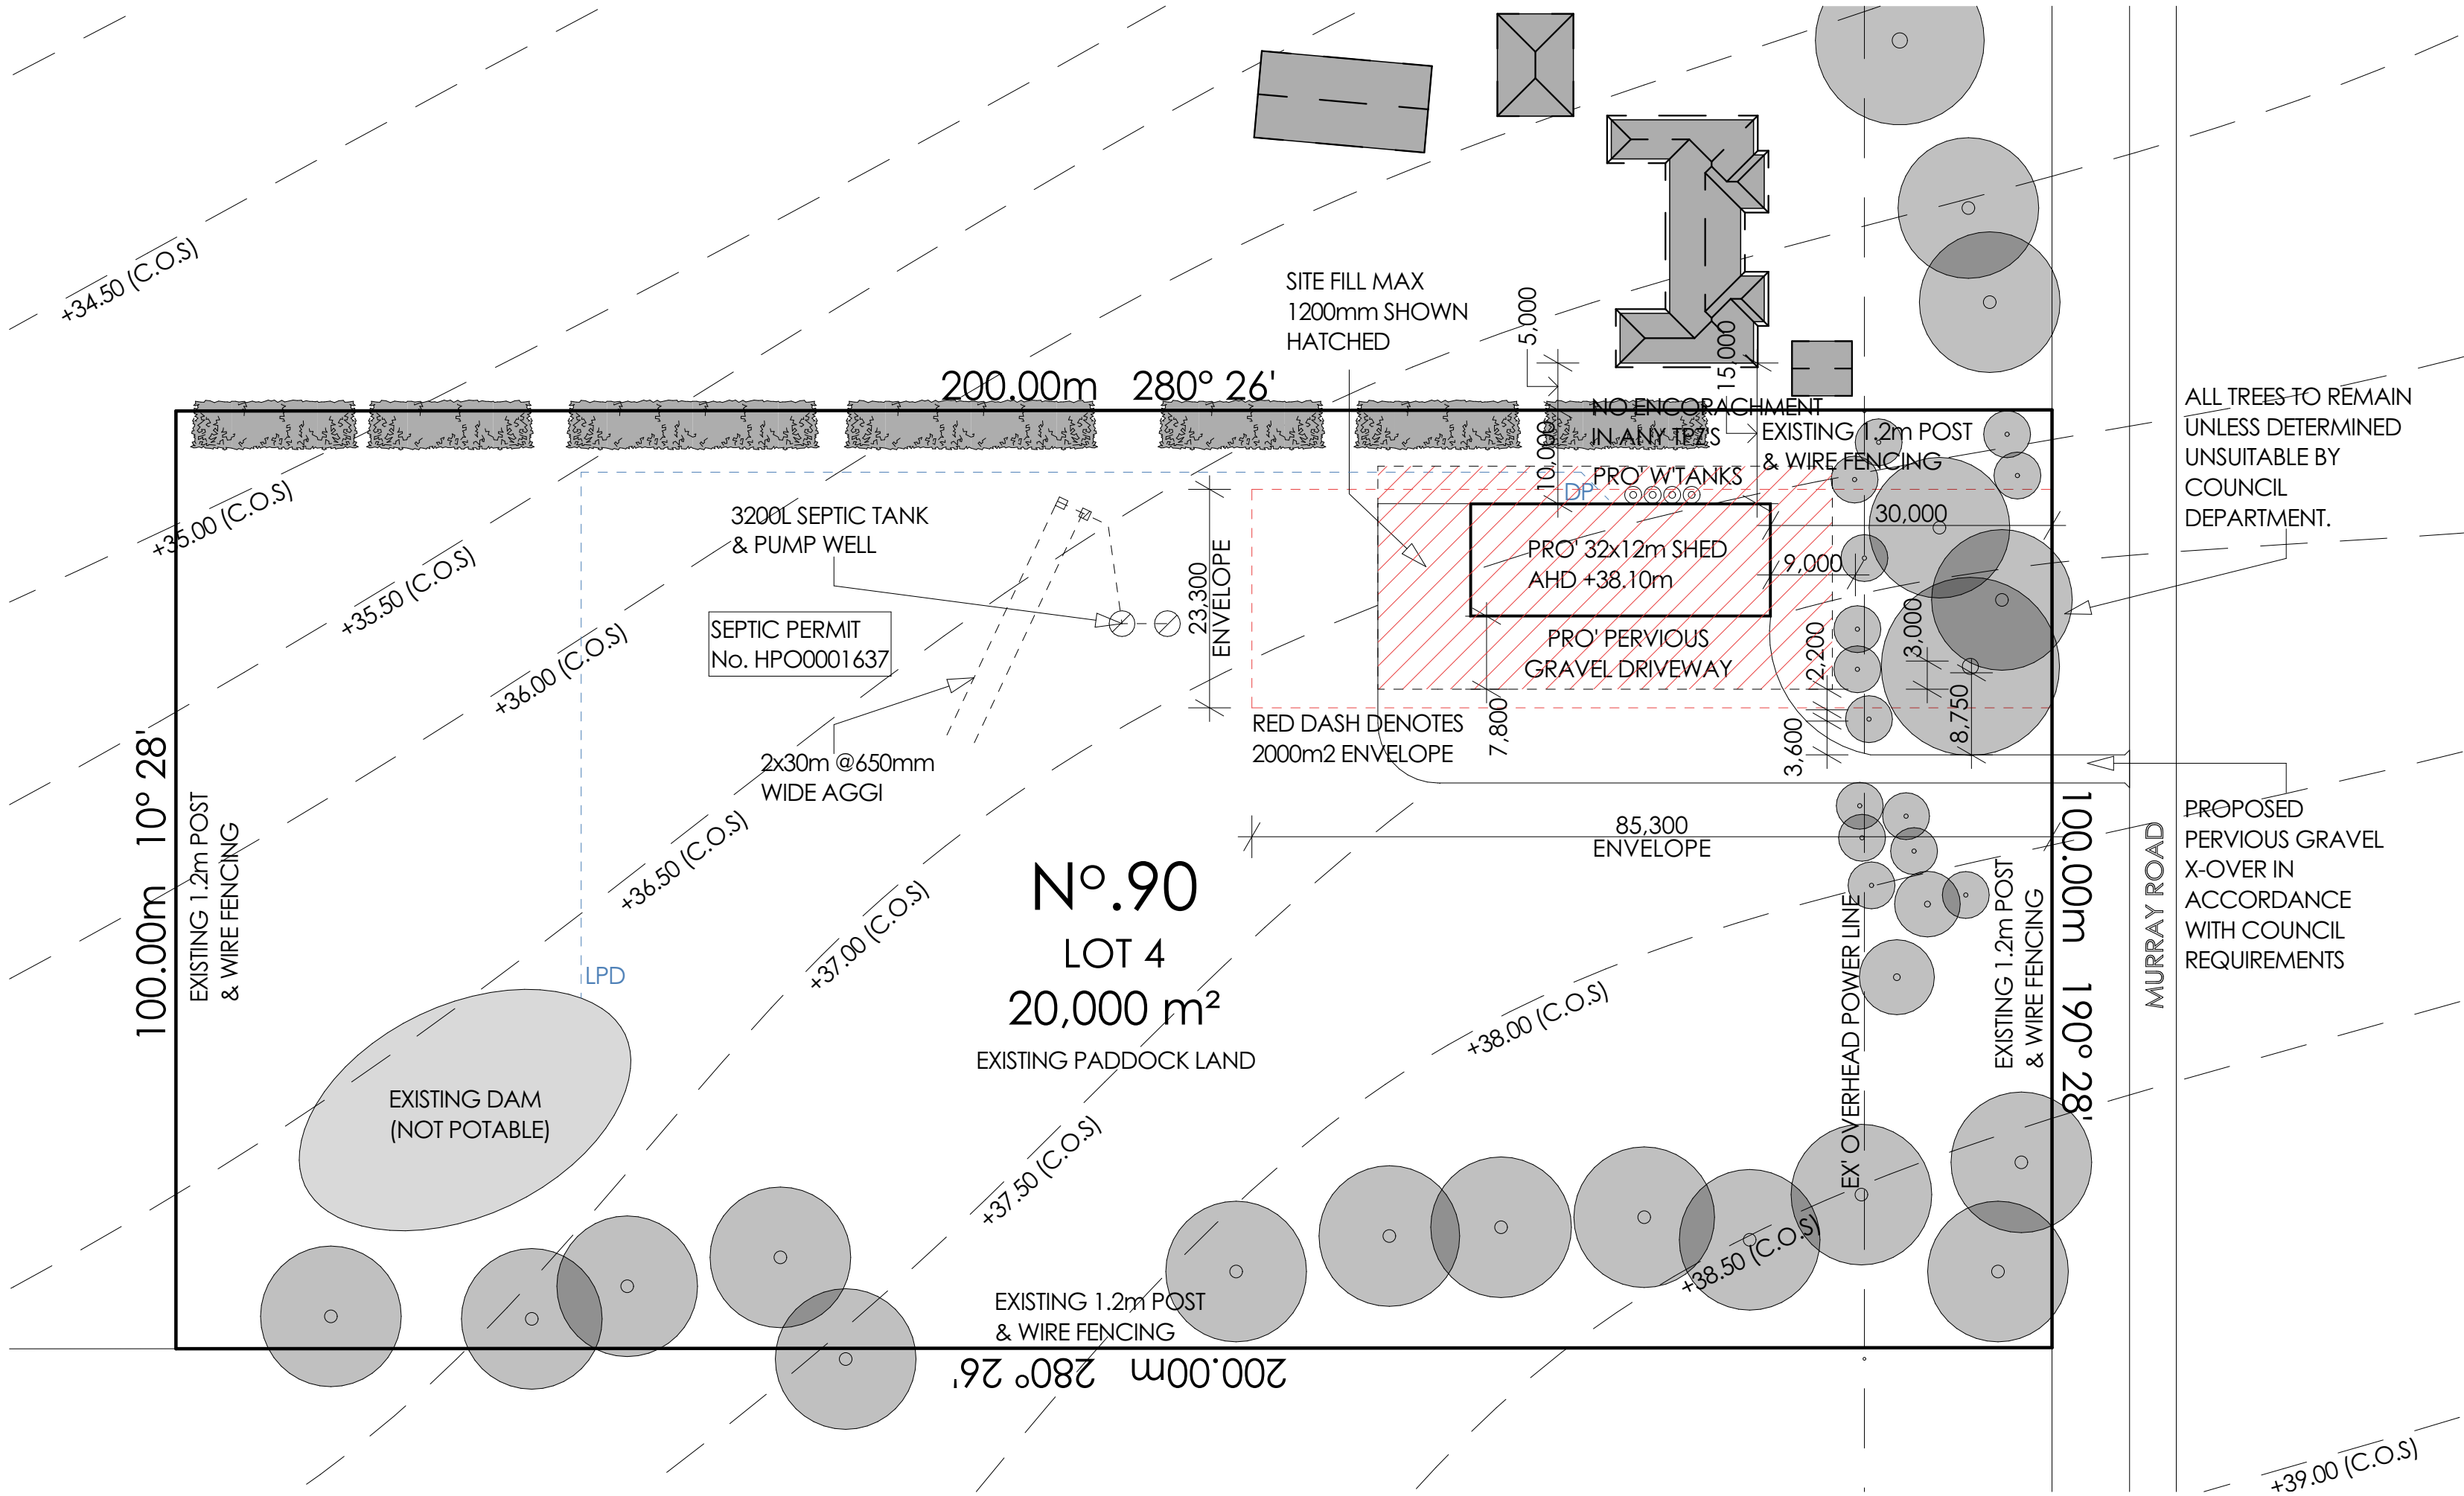 +34.50 (C.O.S)
SITE FILL MAX
1200mm SHOWN
HATCHED
5,000
15,000
200.00m 280° 26'
NO ENCORACHMENT
IN ANY TPZ'S
EXISTING 1.2m POST
& WIRE FENCING
ALL TREES TO REMAIN
UNLESS DETERMINED
UNSUITABLE BY
COUNCIL
DEPARTMENT.
10,000
PRO' W'TANKS
DP
+35.00 (C.O.S)
3200L SEPTIC TANK
& PUMP WELL
30,000
PRO' 32x12m SHED
AHD +38.10m
9,000
+35.50 (C.O.S)
23,300
ENVELOPE
SEPTIC PERMIT
No. HPO0001637
PRO' PERVIOUS
GRAVEL DRIVEWAY
2,200
3,000
+36.00 (C.O.S)
RED DASH DENOTES
2000m2 ENVELOPE
7,800
3,600
8,750
2x30m @650mm
WIDE AGGI
100.00m 10° 28'
EXISTING 1.2m POST
& WIRE FENCING
+36.50 (C.O.S)
85,300
ENVELOPE
PROPOSED
PERVIOUS GRAVEL
X-OVER IN
ACCORDANCE
WITH COUNCIL
REQUIREMENTS
MURRAY ROAD
100.00m 190° 28'
EXISTING 1.2m POST
& WIRE FENCING
EX' OVERHEAD POWER LINE
+37.00 (C.O.S)
Nº.90
LOT 4
20,000 m²
EXISTING PADDOCK LAND
LPD
+38.00 (C.O.S)
EXISTING DAM
(NOT POTABLE)
+37.50 (C.O.S)
+38.50 (C.O.S)
EXISTING 1.2m POST
& WIRE FENCING
200.00m 280° 26'
+39.00 (C.O.S)